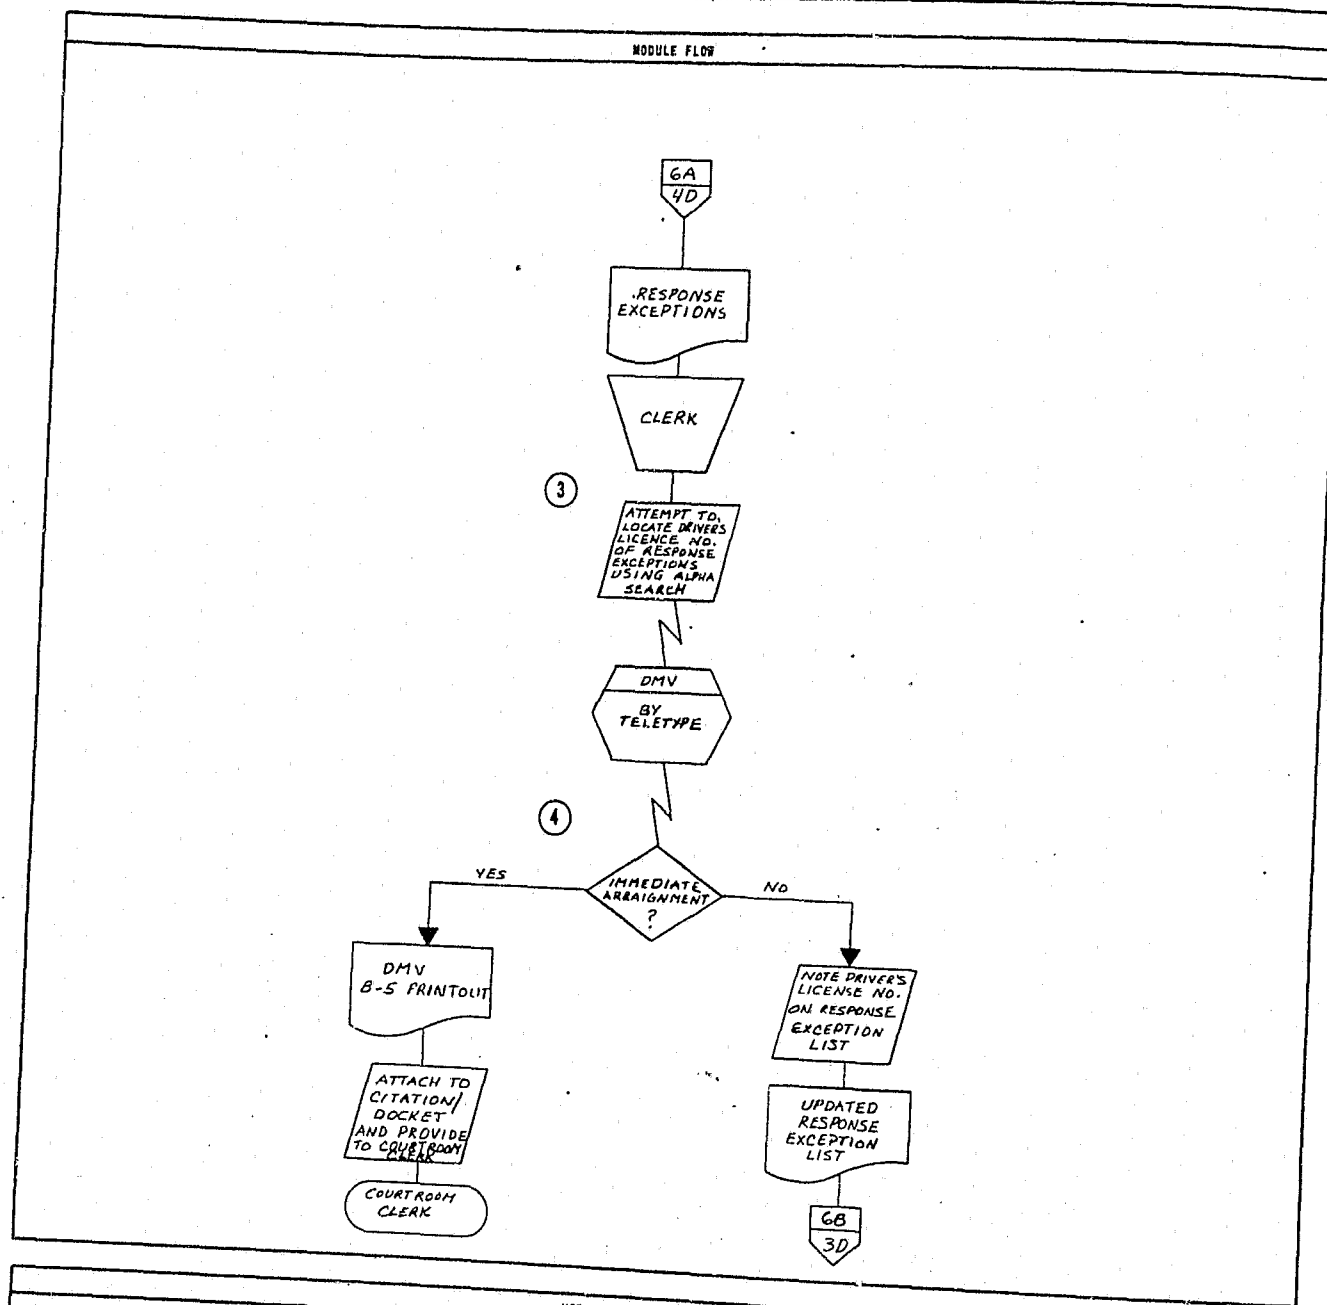 MODULE FLOW
6A
4D
RESPONSE
EXCEPTIONS
CLERK
3
ATTEMPT TO
LOCATE DRIVERS
LICENCE NO.
OF RESPONSE
EXCEPTIONS
USING ALPHA
SEARCH
DMV
BY
TELETYPE
4
IMMEDIATE
ARRAIGNMENT
?
YES
NO
DMV
B-5 PRINTOUT
ATTACH TO
CITATION/
DOCKET
AND PROVIDE
TO COURTROOM
CLERK
COURTROOM
CLERK
NOTE DRIVER'S
LICENSE NO.
ON RESPONSE
EXCEPTION
LIST
UPDATED
RESPONSE
EXCEPTION
LIST
6B
3D